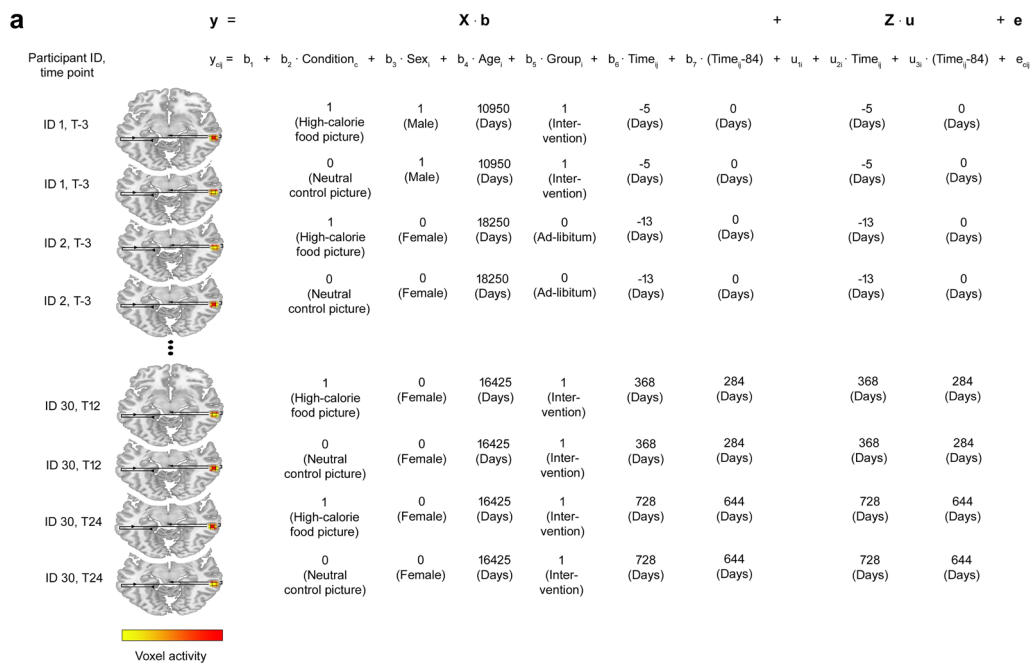 a
y = X · b + Z · u + e
Participant ID,
time point
y_cij = b_1 + b_2 · Condition_c + b_3 · Sex_i + b_4 · Age_i + b_5 · Group_i + b_6 · Time_ij + b_7 · (Time_ij-84) + u_1i + u_2i · Time_ij + u_3i · (Time_ij-84) + e_cij
ID 1, T-3
1 1 10950 1 -5 0 -5 0
(High-calorie (Male) (Days) (Inter- (Days) (Days) (Days) (Days)
food picture) vention)
ID 1, T-3
0 1 10950 1 -5 0 -5 0
(Neutral (Male) (Days) (Inter- (Days) (Days) (Days) (Days)
control picture) vention)
ID 2, T-3
1 0 18250 0 -13 0 -13 0
(High-calorie (Female) (Days) (Ad-libitum) (Days) (Days) (Days) (Days)
food picture)
ID 2, T-3
0 0 18250 0 -13 0 -13 0
(Neutral (Female) (Days) (Ad-libitum) (Days) (Days) (Days) (Days)
control picture)
ID 30, T12
1 0 16425 1 368 284 368 284
(High-calorie (Female) (Days) (Inter- (Days) (Days) (Days) (Days)
food picture) vention)
ID 30, T12
0 0 16425 1 368 284 368 284
(Neutral (Female) (Days) (Inter- (Days) (Days) (Days) (Days)
control picture) vention)
ID 30, T24
1 0 16425 1 728 644 728 644
(High-calorie (Female) (Days) (Inter- (Days) (Days) (Days) (Days)
food picture) vention)
ID 30, T24
0 0 16425 1 728 644 728 644
(Neutral (Female) (Days) (Inter- (Days) (Days) (Days) (Days)
control picture) vention)
Voxel activity